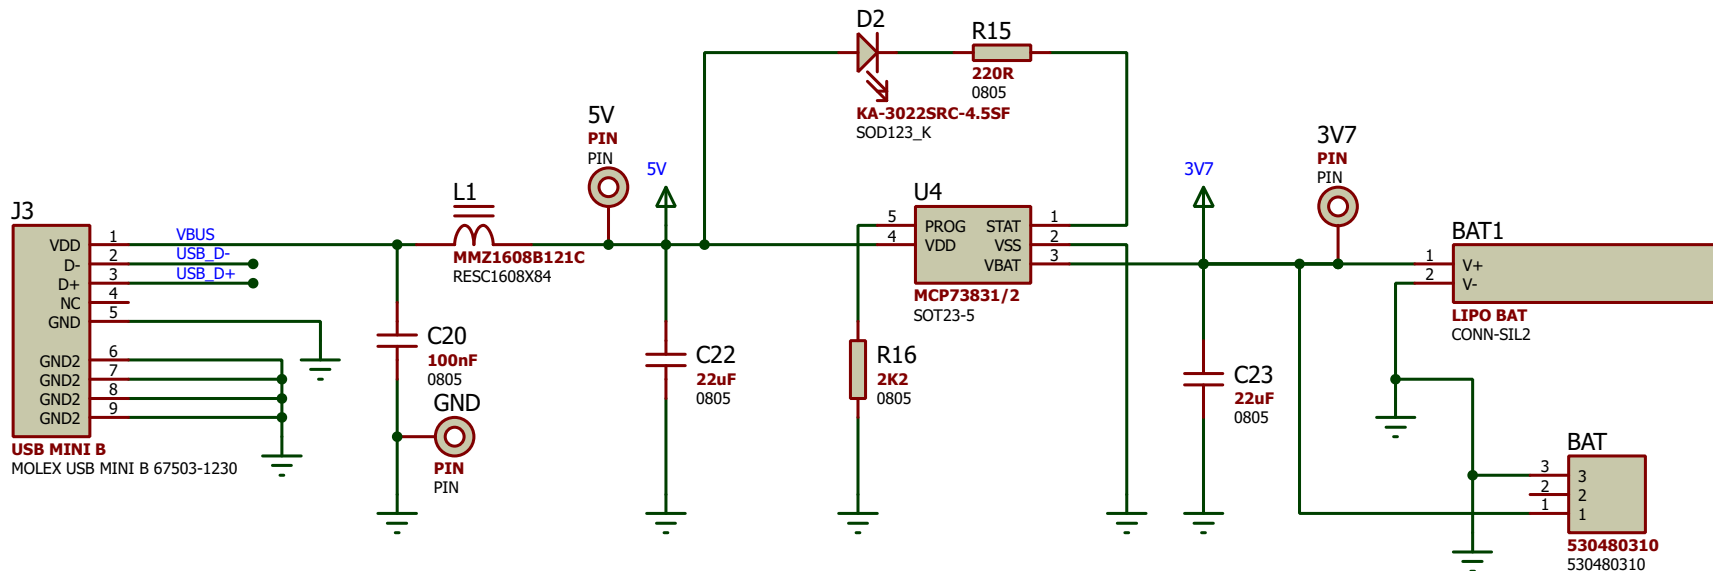 D2
R15
220R
0805
KA-3022SRC-4.5SF
SOD123_K
5V
PIN
PIN
5V
3V7
PIN
PIN
3V7
L1
MMZ1608B121C
RESC1608X84
U4
5 PROG STAT 1
4 VDD VSS 2
VBAT 3
MCP73831/2
SOT23-5
J3
VDD 1 VBUS
D- 2 USB_D-
D+ 3 USB_D+
NC 4
GND 5
GND2 6
GND2 7
GND2 8
GND2 9
USB MINI B
MOLEX USB MINI B 67503-1230
C20
100nF
0805
GND
PIN
PIN
C22
22uF
0805
R16
2K2
0805
C23
22uF
0805
BAT1
1 V+
2 V-
LIPO BAT
CONN-SIL2
BAT
3 3
2 2
1 1
530480310
530480310